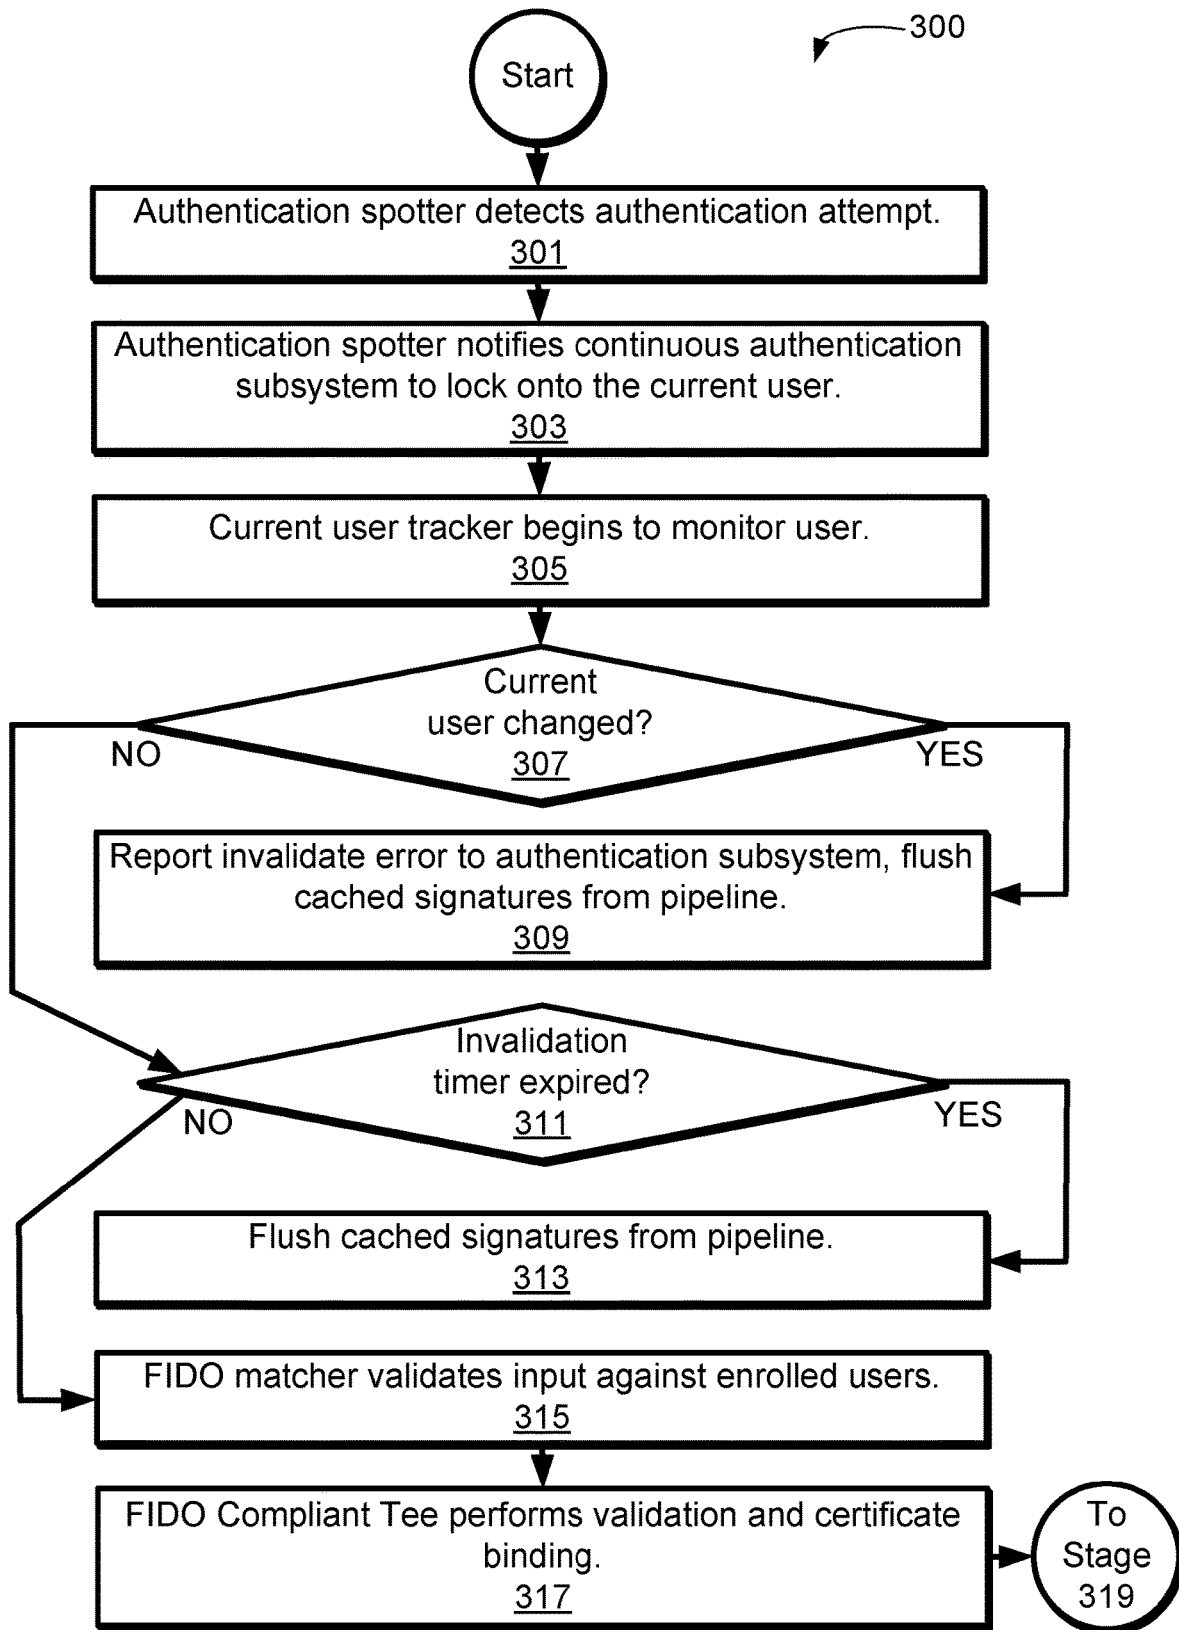 300
Start
Authentication spotter detects authentication attempt.
301
Authentication spotter notifies continuous authentication
subsystem to lock onto the current user.
303
Current user tracker begins to monitor user.
305
Current
user changed?
307
NO
YES
Report invalidate error to authentication subsystem, flush
cached signatures from pipeline.
309
Invalidation
timer expired?
311
NO
YES
Flush cached signatures from pipeline.
313
FIDO matcher validates input against enrolled users.
315
FIDO Compliant Tee performs validation and certificate
binding.
317
To
Stage
319